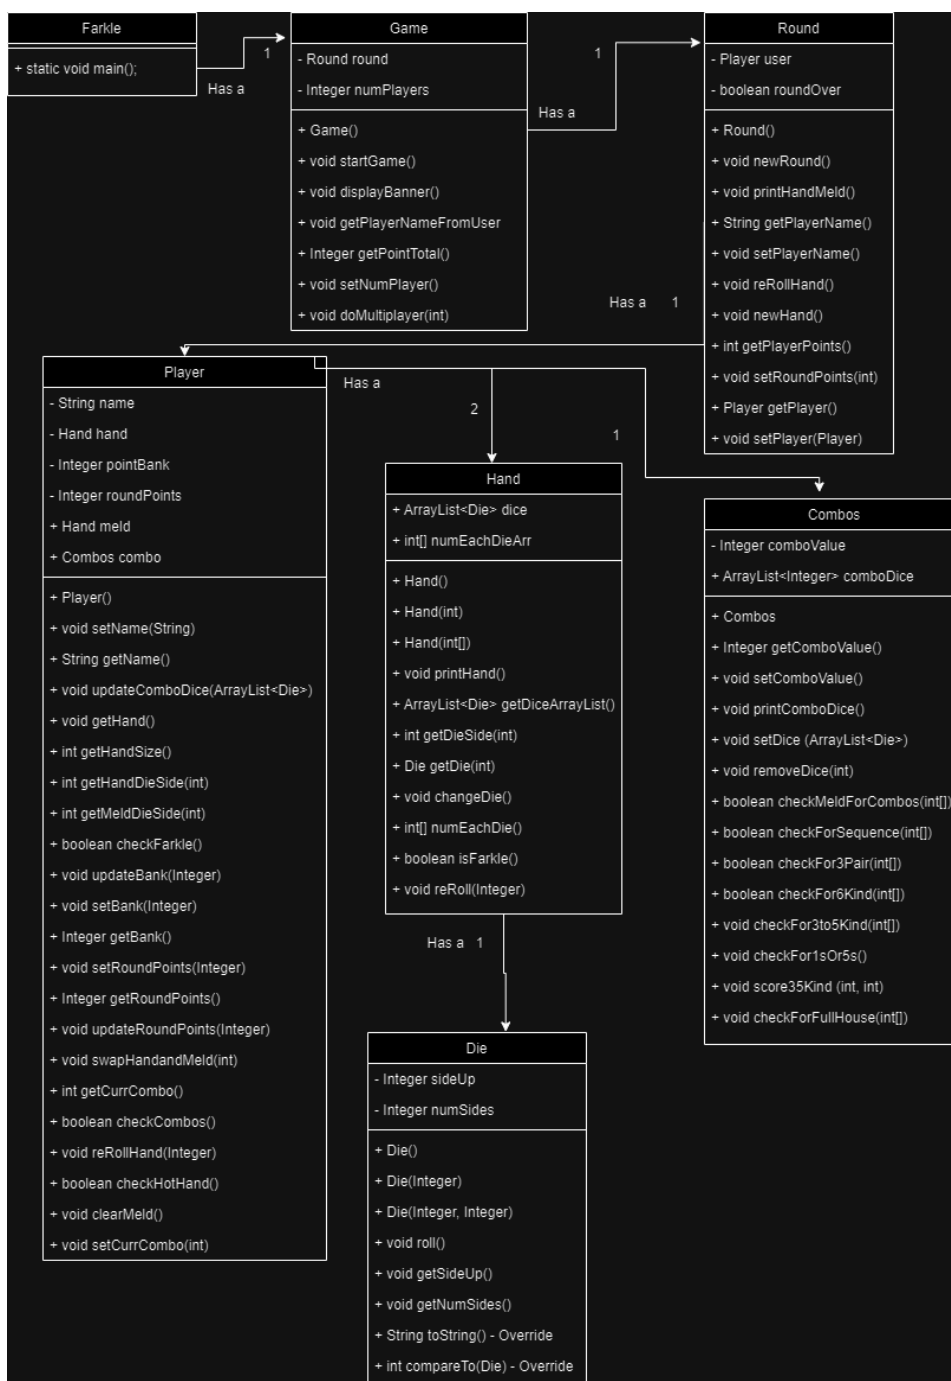 Farkle
+ static void main();
Has a
1
Game
- Round round
- Integer numPlayers
+ Game()
+ void startGame()
+ void displayBanner()
+ void getPlayerNameFromUser
+ Integer getPointTotal()
+ void setNumPlayer()
+ void doMultiplayer(int)
Has a
1
Round
- Player user
- boolean roundOver
+ Round()
+ void newRound()
+ void printHandMeld()
+ String getPlayerName()
+ void setPlayerName()
+ void reRollHand()
+ void newHand()
+ int getPlayerPoints()
+ void setRoundPoints(int)
+ Player getPlayer()
+ void setPlayer(Player)
Has a 1
Player
- String name
- Hand hand
- Integer pointBank
- Integer roundPoints
+ Hand meld
+ Combos combo
+ Player()
+ void setName(String)
+ String getName()
+ void updateComboDice(ArrayList<Die>)
+ void getHand()
+ int getHandSize()
+ int getHandDieSide(int)
+ int getMeldDieSide(int)
+ boolean checkFarkle()
+ void updateBank(Integer)
+ void setBank(Integer)
+ Integer getBank()
+ void setRoundPoints(Integer)
+ Integer getRoundPoints()
+ void updateRoundPoints(Integer)
+ void swapHandandMeld(int)
+ int getCurrCombo()
+ boolean checkCombos()
+ void reRollHand(Integer)
+ boolean checkHotHand()
+ void clearMeld()
+ void setCurrCombo(int)
Has a
2
1
Hand
+ ArrayList<Die> dice
+ int[] numEachDieArr
+ Hand()
+ Hand(int)
+ Hand(int[])
+ void printHand()
+ ArrayList<Die> getDiceArrayList()
+ int getDieSide(int)
+ Die getDie(int)
+ void changeDie()
+ int[] numEachDie()
+ boolean isFarkle()
+ void reRoll(Integer)
Has a 1
Combos
- Integer comboValue
+ ArrayList<Integer> comboDice
+ Combos
+ Integer getComboValue()
+ void setComboValue()
+ void printComboDice()
+ void setDice (ArrayList<Die>)
+ void removeDice(int)
+ boolean checkMeldForCombos(int[])
+ boolean checkForSequence(int[])
+ boolean checkFor3Pair(int[])
+ boolean checkFor6Kind(int[])
+ void checkFor3to5Kind(int[])
+ void checkFor1sOr5s()
+ void score35Kind (int, int)
+ void checkForFullHouse(int[])
Die
- Integer sideUp
- Integer numSides
+ Die()
+ Die(Integer)
+ Die(Integer, Integer)
+ void roll()
+ void getSideUp()
+ void getNumSides()
+ String toString() - Override
+ int compareTo(Die) - Override